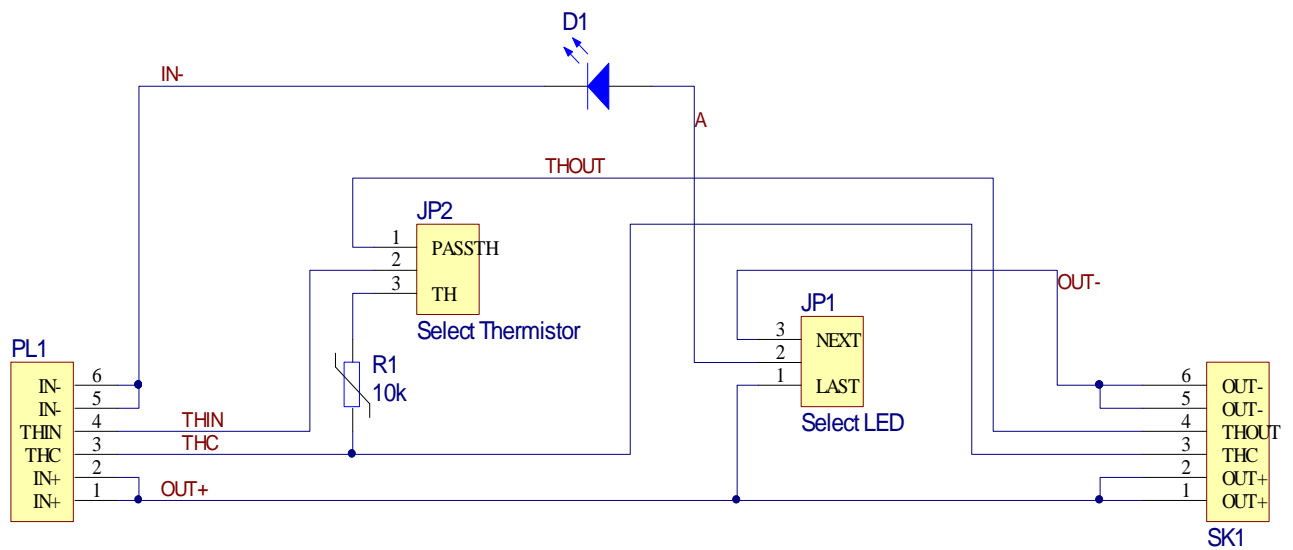 D1
IN-
A
THOUT
JP2
1 PASSTH
2
3 TH
Select Thermistor
OUT-
JP1
3 NEXT
2
1 LAST
Select LED
R1
10k
PL1
IN- 6
IN- 5
THIN 4
THC 3
IN+ 2
IN+ 1
THIN
THC
OUT+
6 OUT-
5 OUT-
4 THOUT
3 THC
2 OUT+
1 OUT+
SK1